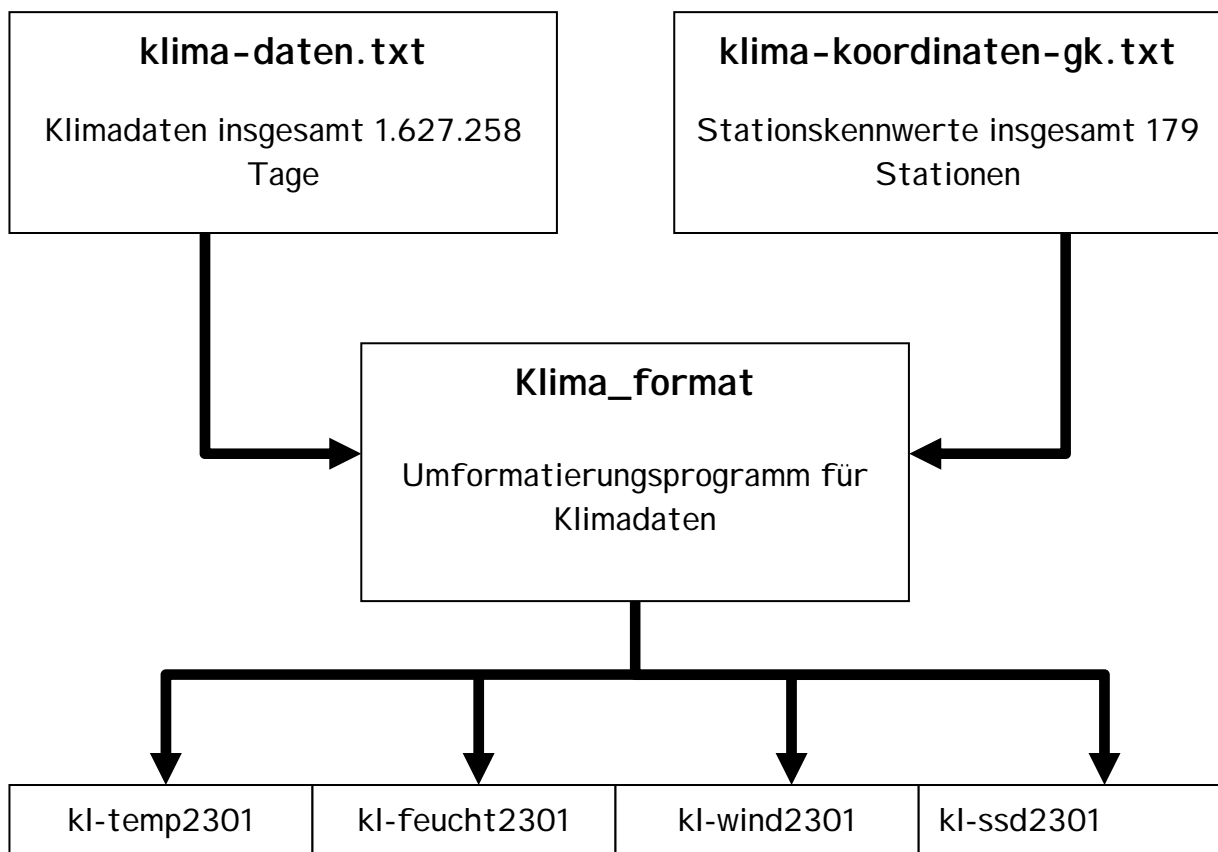 klima-daten.txt
Klimadaten insgesamt 1.627.258
Tage
klima-koordinaten-gk.txt
Stationskennwerte insgesamt 179
Stationen
Klima_format
Umformatierungsprogramm für
Klimadaten
kl-temp2301
kl-feucht2301
kl-wind2301
kl-ssd2301